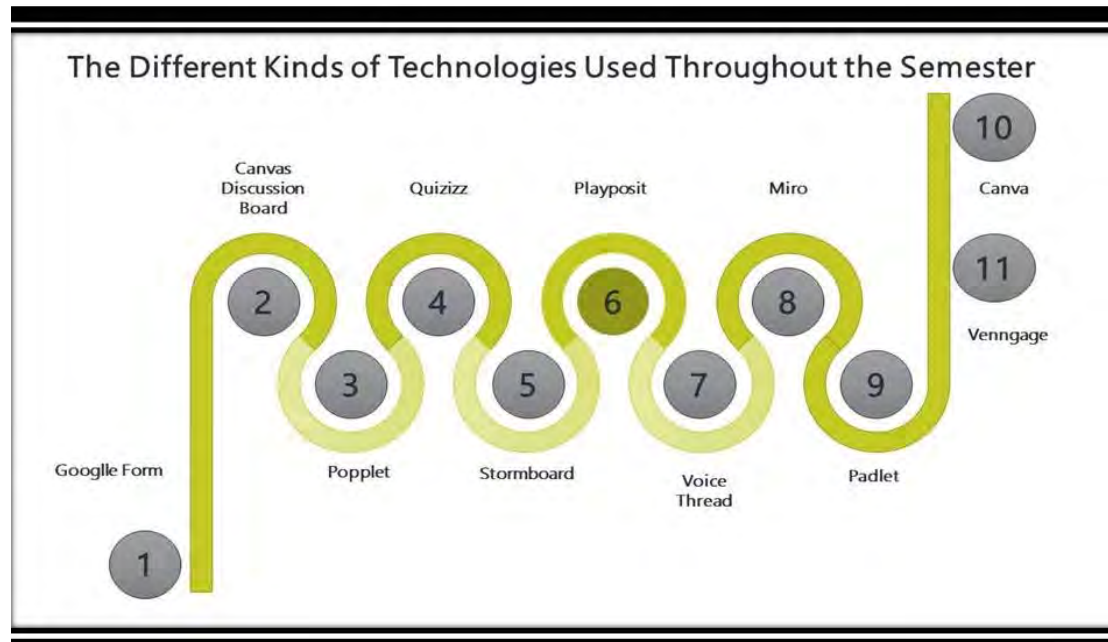 The Different Kinds of Technologies Used Throughout the Semester
10
Canvas
Discussion
Board
Quizizz
Playposit
Miro
Canva
2
4
6
8
11
Venngage
3
5
7
9
Googlle Form
Popplet
Stormboard
Voice
Thread
Padlet
1